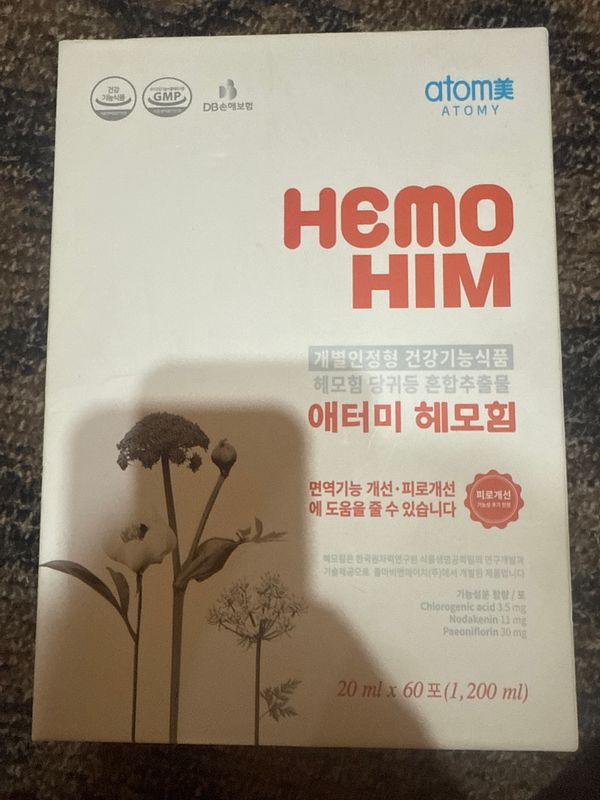 건강
기능식품
GMP
DB손해보험
atom美
ATOMY
HEMO
HIM
개별인정형 건강기능식품
헤모힘 당귀등 혼합추출물
애터미 헤모힘
면역기능 개선·피로개선
에 도움을 줄 수 있습니다
피로개선
기능성 추가 인정
헤모힘은 한국원자력연구원 식품생명공학팀의 연구개발과
기술제공으로 콜마비앤에이치(주)에서 개발된 제품입니다
기능성분 함량 / 포
Chlorogenic acid 3.5 mg
Nodakenin 11 mg
Paeoniflorin 30 mg
20 ml x 60 포 (1,200 ml)